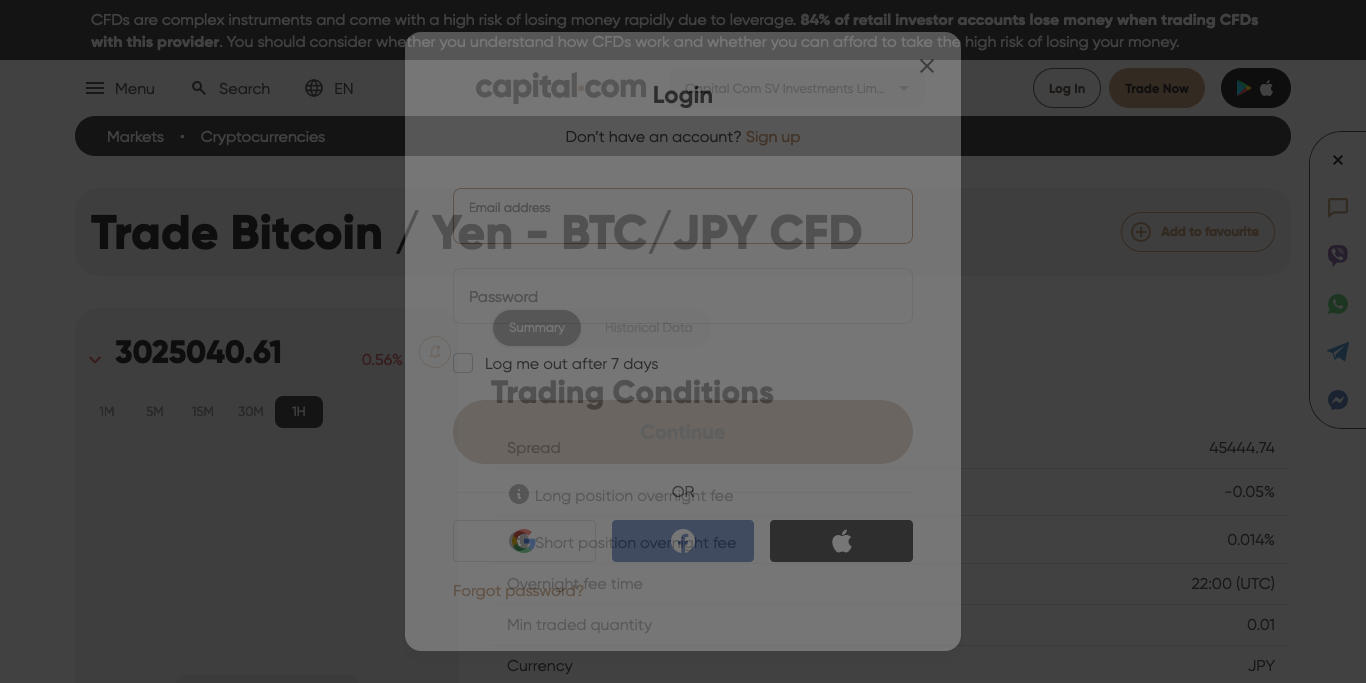 CFDs are complex instruments and come with a high risk of losing money rapidly due to leverage. 84% of retail investor accounts lose money when trading CFDs
with this provider. You should consider whether you understand how CFDs work and whether you can afford to take the high risk of losing your money.
Menu
Search
EN
capital.com
Capital Com SV Investments Lim...
Log In
Trade Now
Login
Markets
Cryptocurrencies
Don't have an account? Sign up
Trade Bitcoin / Yen - BTC/JPY CFD
Add to favourite
Email address
Password
Summary
Historical Data
3025040.61
0.56%
Log me out after 7 days
1M
5M
15M
30M
1H
Trading Conditions
Continue
Spread
45444.74
OR
Long position overnight fee
-0.05%
Short position overnight fee
0.014%
Overnight fee time
22:00 (UTC)
Forgot password?
Min traded quantity
0.01
Currency
JPY